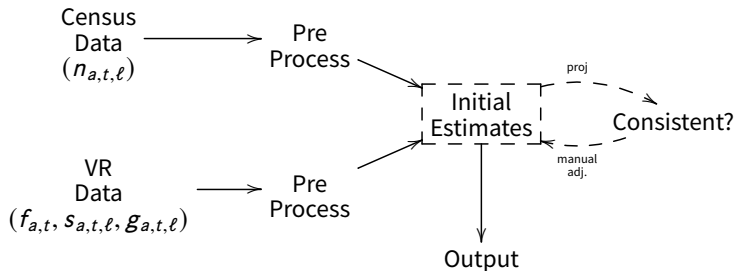 Census
Data
(n_{a,t,ℓ})
Pre
Process
Initial
Estimates
proj
Consistent?
manual
adj.
VR
Data
(f_{a,t}, s_{a,t,ℓ}, g_{a,t,ℓ})
Pre
Process
Output